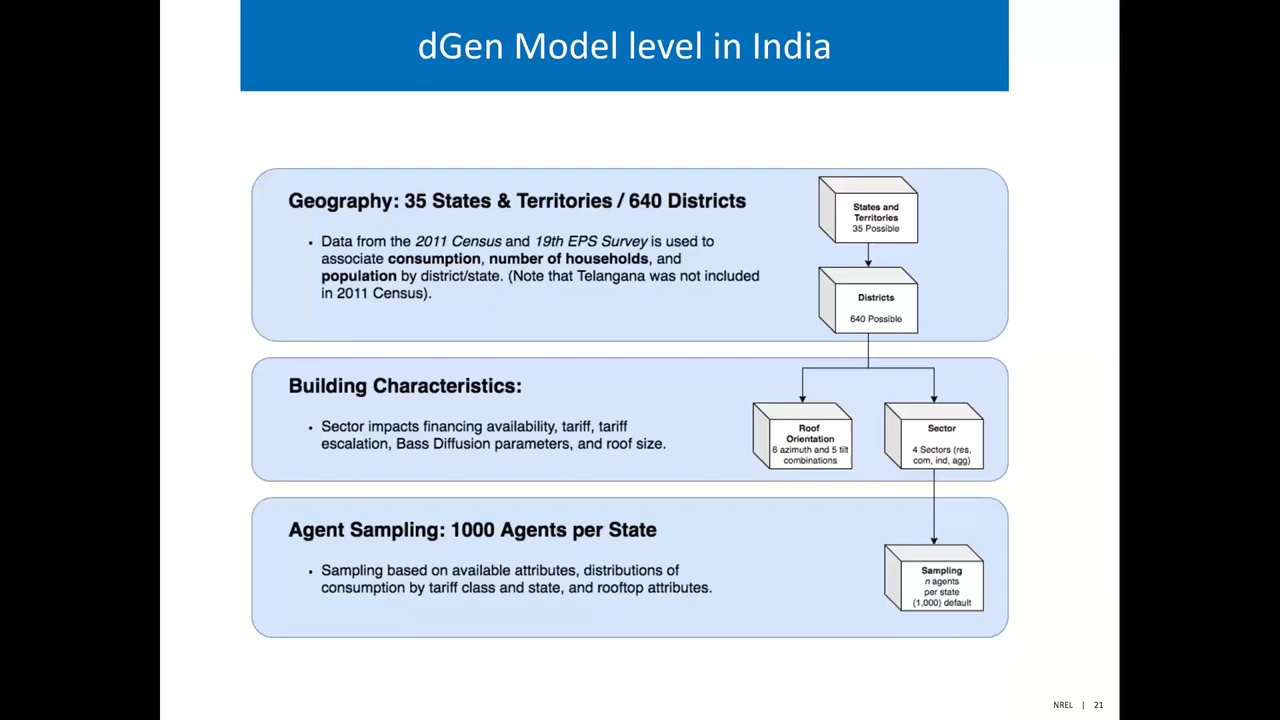 dGen Model level in India
Geography: 35 States & Territories / 640 Districts
• Data from the 2011 Census and 19th EPS Survey is used to
associate consumption, number of households, and
population by district/state. (Note that Telangana was not included
in 2011 Census).
States and
Territories
35 Possible
Districts
640 Possible
Building Characteristics:
• Sector impacts financing availability, tariff, tariff
escalation, Bass Diffusion parameters, and roof size.
Roof
Orientation
6 azimuth and 5 tilt
combinations
Sector
4 Sectors (res,
com, ind, agg)
Agent Sampling: 1000 Agents per State
• Sampling based on available attributes, distributions of
consumption by tariff class and state, and rooftop attributes.
Sampling
n agents
per state
(1,000) default
NREL | 21